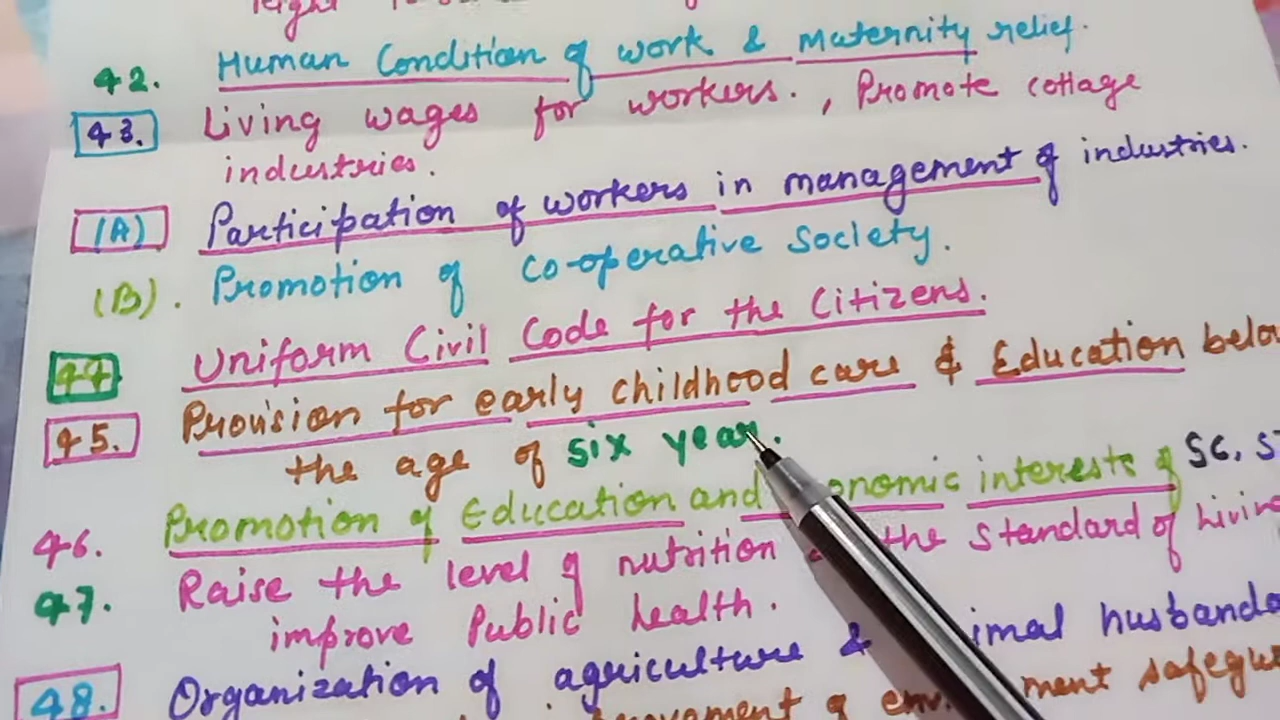 42. Human Condition of work & Maternity relief.
43. Living wages for workers. , Promote cottage
industries.
(A) Participation of workers in management of industries.
(B). Promotion of co-operative Society.
44. Uniform Civil Code for the Citizens.
45. Provision for early childhood care & Education
the age of six year.
46. Promotion of Education and interests of SC,
47. Raise the level of nutrition the standard of
improve Public health.
48. Organization of agriculture &
of